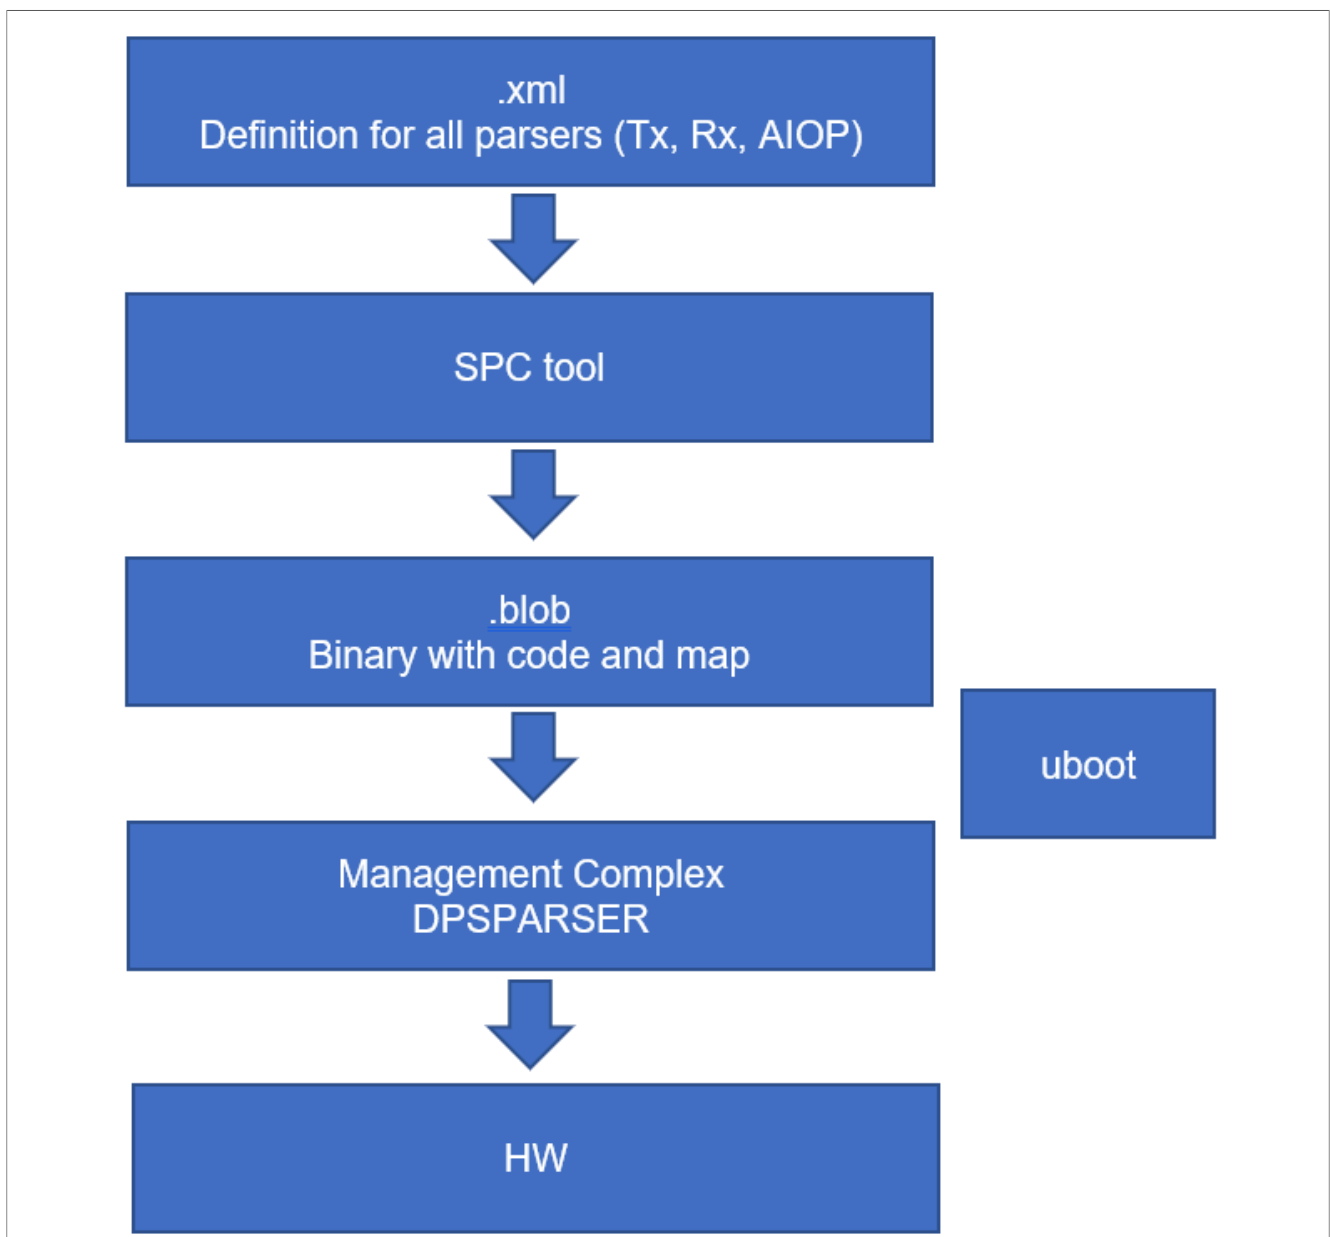 .xml
Definition for all parsers (Tx, Rx, AIOP)
SPC tool
.blob
Binary with code and map
uboot
Management Complex
DPSPARSER
HW